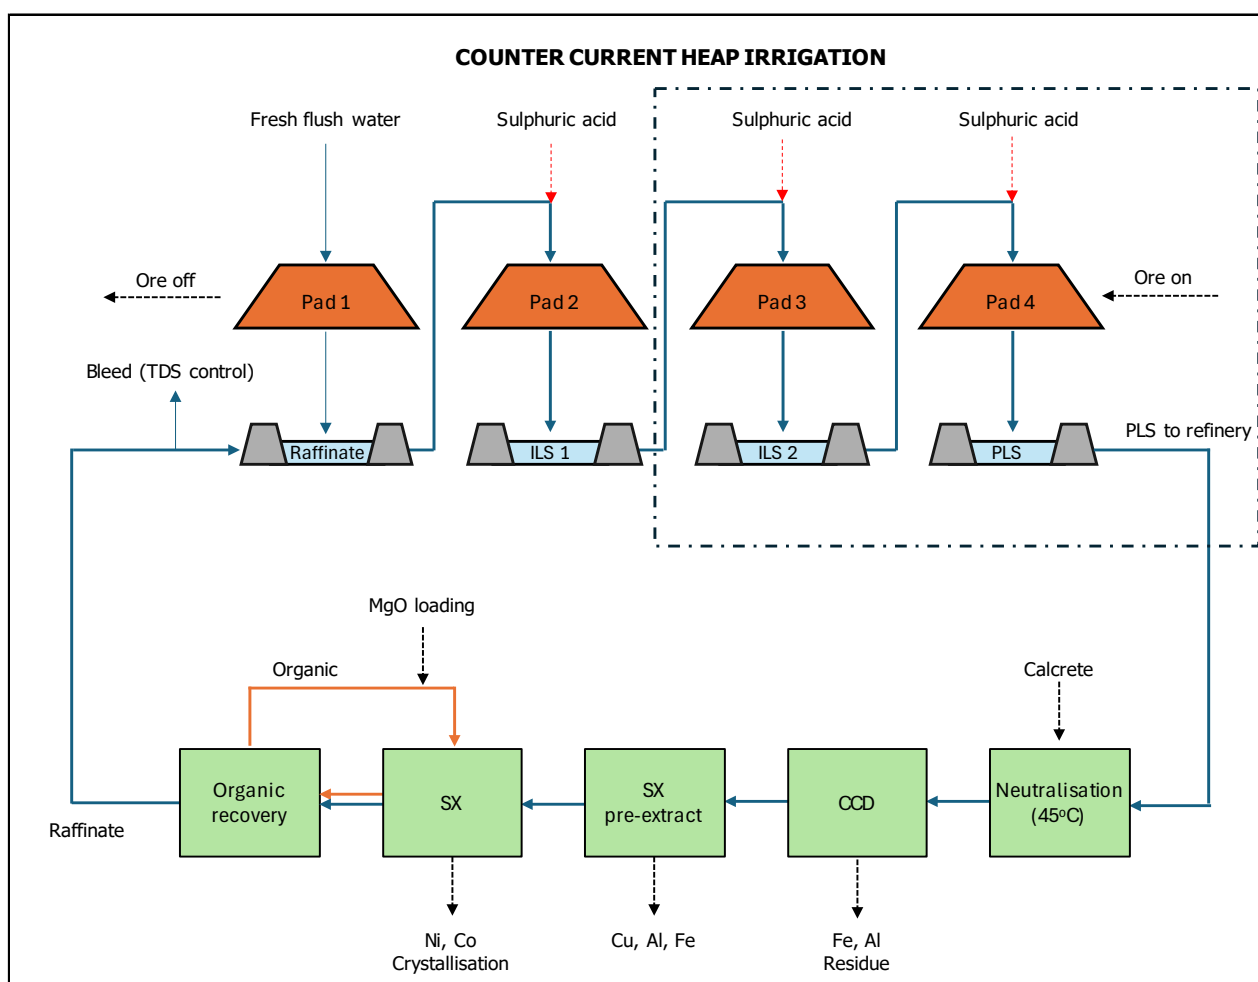 COUNTER CURRENT HEAP IRRIGATION
Fresh flush water
Sulphuric acid
Sulphuric acid
Sulphuric acid
Ore off
Pad 1
Pad 2
Pad 3
Pad 4
Ore on
Bleed (TDS control)
Raffinate
ILS 1
ILS 2
PLS
PLS to refinery
MgO loading
Organic
Calcrete
Organic
recovery
SX
SX
pre-extract
CCD
Neutralisation
(45ºC)
Raffinate
Ni, Co
Crystallisation
Cu, Al, Fe
Fe, Al
Residue